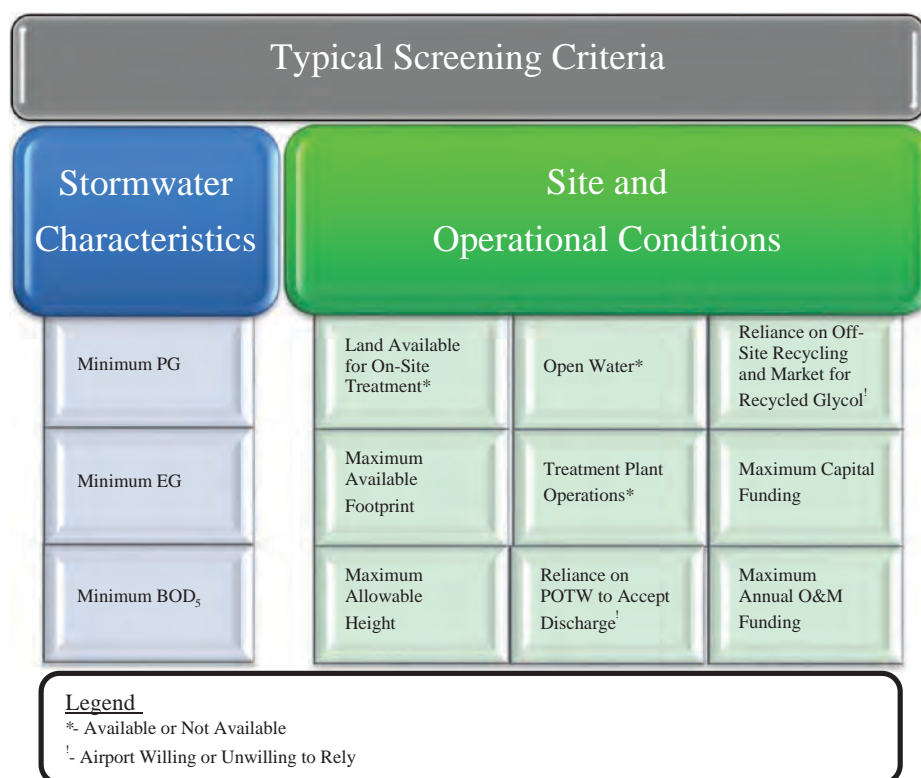 Typical Screening Criteria
Stormwater
Characteristics
Site and
Operational Conditions
Minimum PG
Minimum EG
Minimum BOD₅
Land Available
for On-Site
Treatment*
Open Water*
Reliance on Off-
Site Recycling
and Market for
Recycled Glycol!
Maximum
Available
Footprint
Treatment Plant
Operations*
Maximum Capital
Funding
Maximum
Allowable
Height
Reliance on
POTW to Accept
Discharge!
Maximum
Annual O&M
Funding
Legend
*- Available or Not Available
!- Airport Willing or Unwilling to Rely